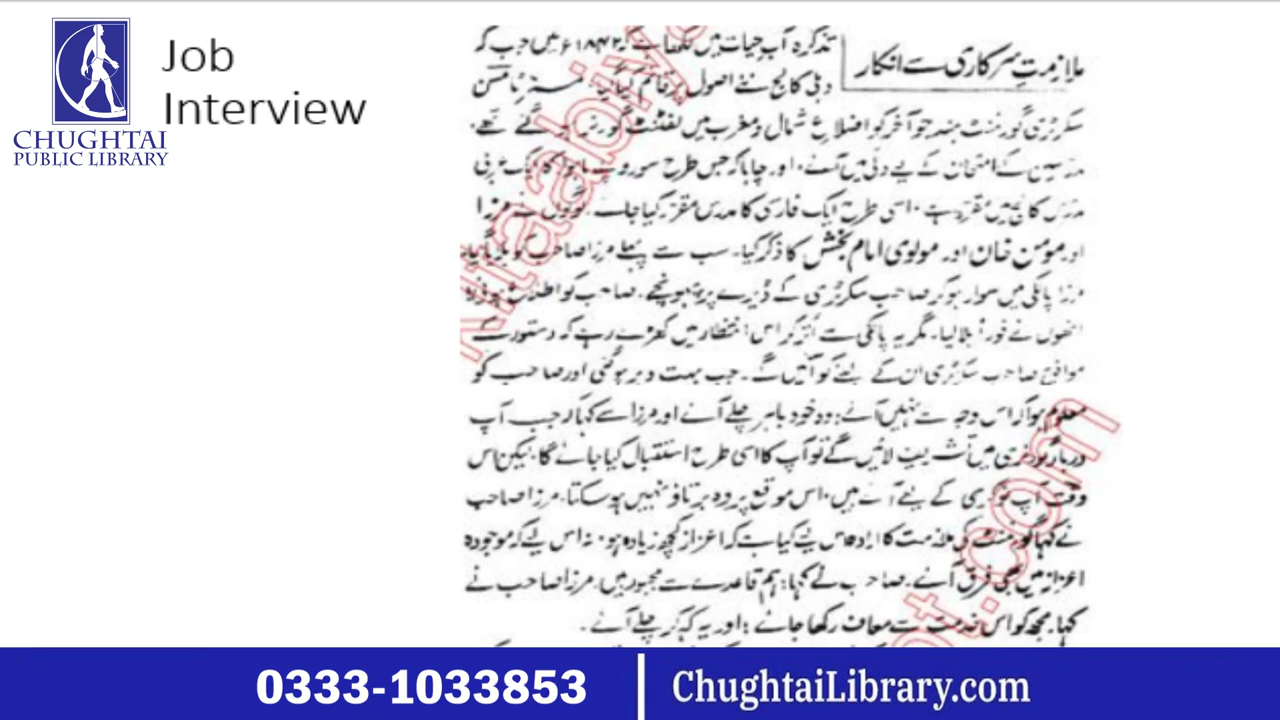 Job
Interview
CHUGHTAI
PUBLIC LIBRARY
ملازمتِ سرکاری سے انکار
تذکرہ آبِ حیات میں لکھا ہے کہ ۱۸۴۲ء میں جب کہ
دلی کالج نئے اصول پر قائم کیا گیا مسٹر ٹامسن
سکرٹری گورنمنٹ ہند جو آخر کو اضلاعِ شمال و مغرب میں لفٹنٹ گورنر ہو گئے تھے،
مدرسین کے امتحان کے لیے دلی میں آئے، اور چاہا کہ جس طرح سو روپے ماہوار کا ایک عربی
مدرس کالج میں مقرر ہے، اسی طرح ایک فارسی کا مدرس مقرر کیا جائے۔ لوگوں نے مرزا
اور مومن خان اور مولوی امام بخش کا ذکر کیا۔ سب سے پہلے مرزا صاحب کو بلایا گیا
مرزا پالکی میں سوار ہو کر صاحب سکرٹری کے ڈیرے پر پہونچے۔ صاحب کو اطلاع ہوئی
انھوں نے فوراً بلا لیا۔ مگر یہ پالکی سے اتر کر اس انتظار میں کھڑے رہے کہ دستور کے
موافق صاحب سکرٹری ان کے لینے کو آئیں گے۔ جب بہت دیر ہو گئی اور صاحب کو
معلوم ہوا کہ اس وجہ سے نہیں آئے؛ وہ خود باہر چلے آئے اور مرزا سے کہا کہ جب آپ
دربارِ گورنری میں تشریف لائیں گے تو آپ کا اسی طرح استقبال کیا جائے گا، لیکن اس
وقت آپ نوکری کے لیے آئے ہیں، اس موقع پر وہ برتاؤ نہیں ہو سکتا۔ مرزا صاحب
نے کہا گورنمنٹ کی ملازمت کا ارادہ اس لیے کیا ہے کہ اعزاز کچھ زیادہ ہو، نہ اس لیے کہ موجودہ
اعزاز میں بھی فرق آئے۔ صاحب نے کہا: ہم قاعدے سے مجبور ہیں۔ مرزا صاحب نے
کہا، مجھ کو اس خدمت سے معاف رکھا جائے؛ اور یہ کہہ کر چلے آئے۔
0333-1033853
ChughtaiLibrary.com